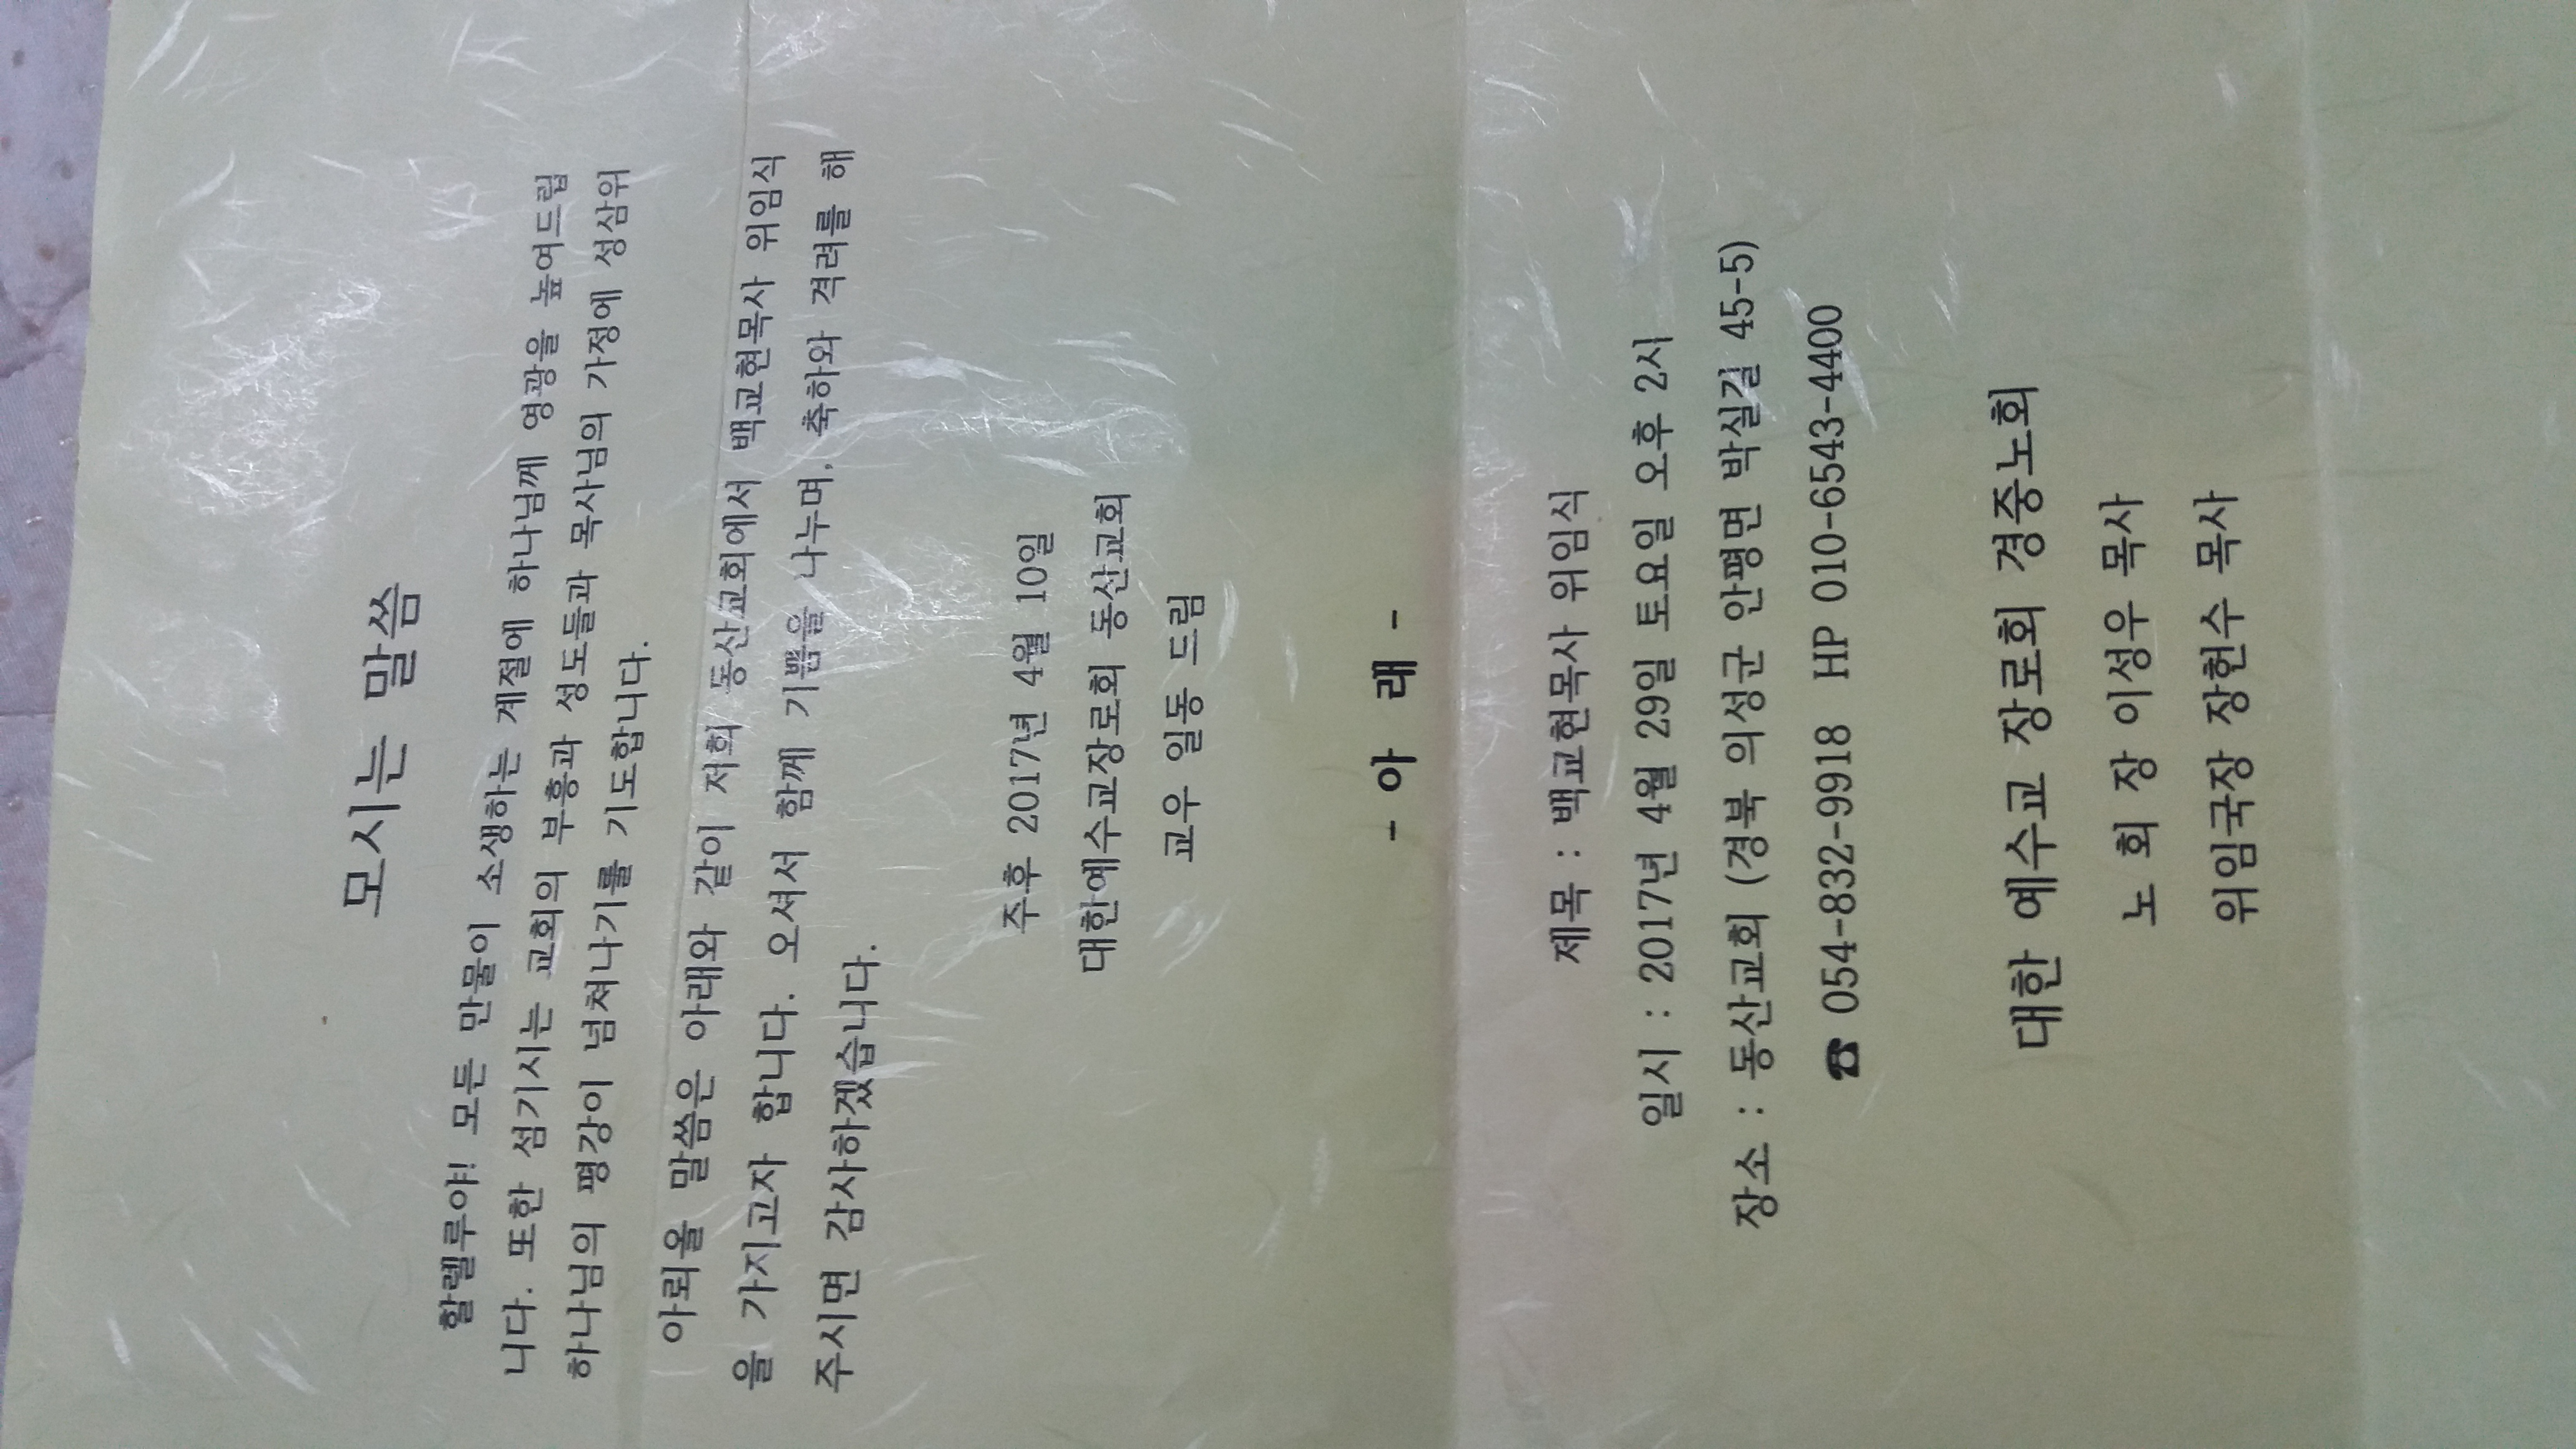 모시는 말씀
할렐루야! 모든 만물이 소생하는 계절에 하나님께 영광을 높여드립
니다. 또한 섬기시는 교회의 부흥과 성도들과 목사님의 가정에 성삼위
하나님의 평강이 넘쳐나기를 기도합니다.
아뢰올 말씀은 아래와 같이 저희 동산교회에서 백교현목사 위임식
을 가지고자 합니다. 오셔서 함께 기쁨을 나누며, 축하와 격려를 해
주시면 감사하겠습니다.
주후 2017년 4월 10일
대한예수교장로회 동산교회
교우 일동 드림
- 아 래 -
제목 : 백교현목사 위임식
일시 : 2017년 4월 29일 토요일 오후 2시
장소 : 동산교회 (경북 의성군 안평면 박실길 45-5)
☎ 054-832-9918 HP 010-6543-4400
대한 예수교 장로회 경중노회
노 회 장 이성우 목사
위임국장 장헌수 목사